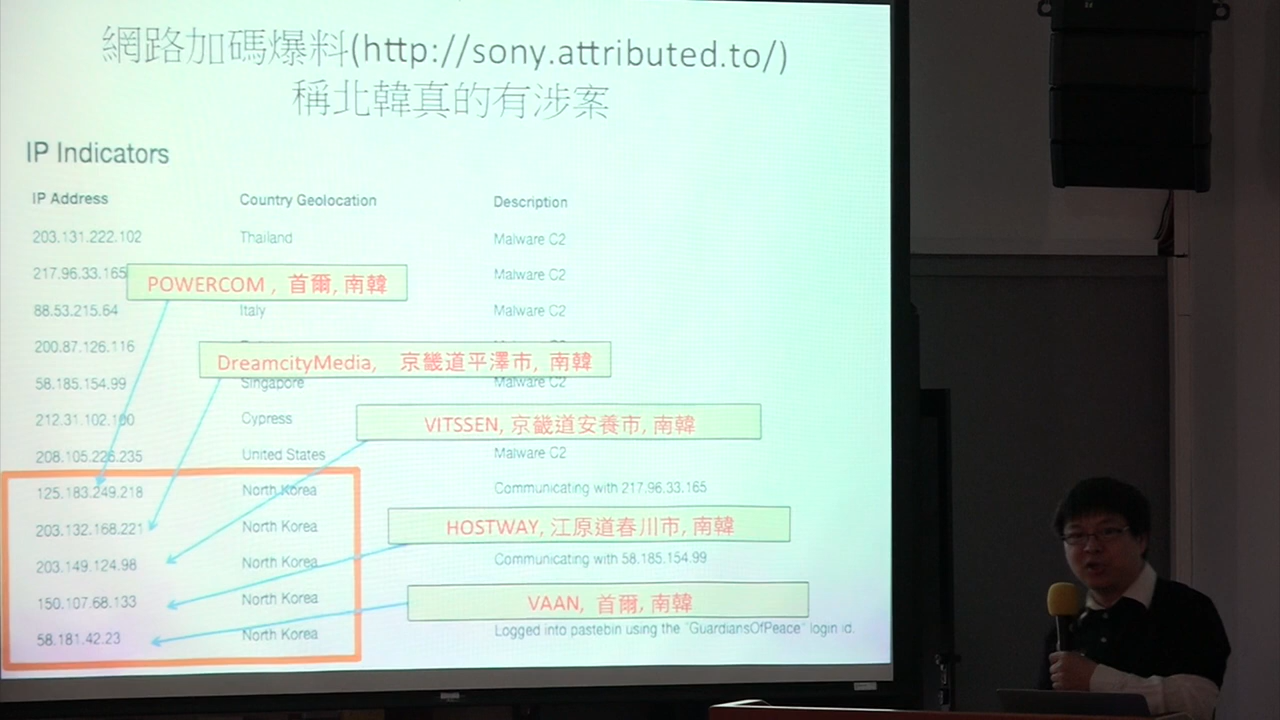 網路加碼爆料(http://sony.attributed.to/)
稱北韓真的有涉案
IP Indicators
IP Address Country Geolocation Description
203.131.222.102 Thailand Malware C2
217.96.33.165 Malware C2
POWERCOM , 首爾, 南韓
88.53.215.64 Italy Malware C2
200.87.126.116
DreamcityMedia, 京畿道平澤市, 南韓
58.185.154.99 Singapore Malware C2
212.31.102.100 Cypress
VITSSEN, 京畿道安養市, 南韓
208.105.226.235 United States Malware C2
125.183.249.218 North Korea Communicating with 217.96.33.165
203.132.168.221 North Korea
HOSTWAY, 江原道春川市, 南韓
203.149.124.98 North Korea Communicating with 58.185.154.99
150.107.68.133 North Korea
VAAN, 首爾, 南韓
58.181.42.23 North Korea Logged into pastebin using the "GuardiansOfPeace" login id.